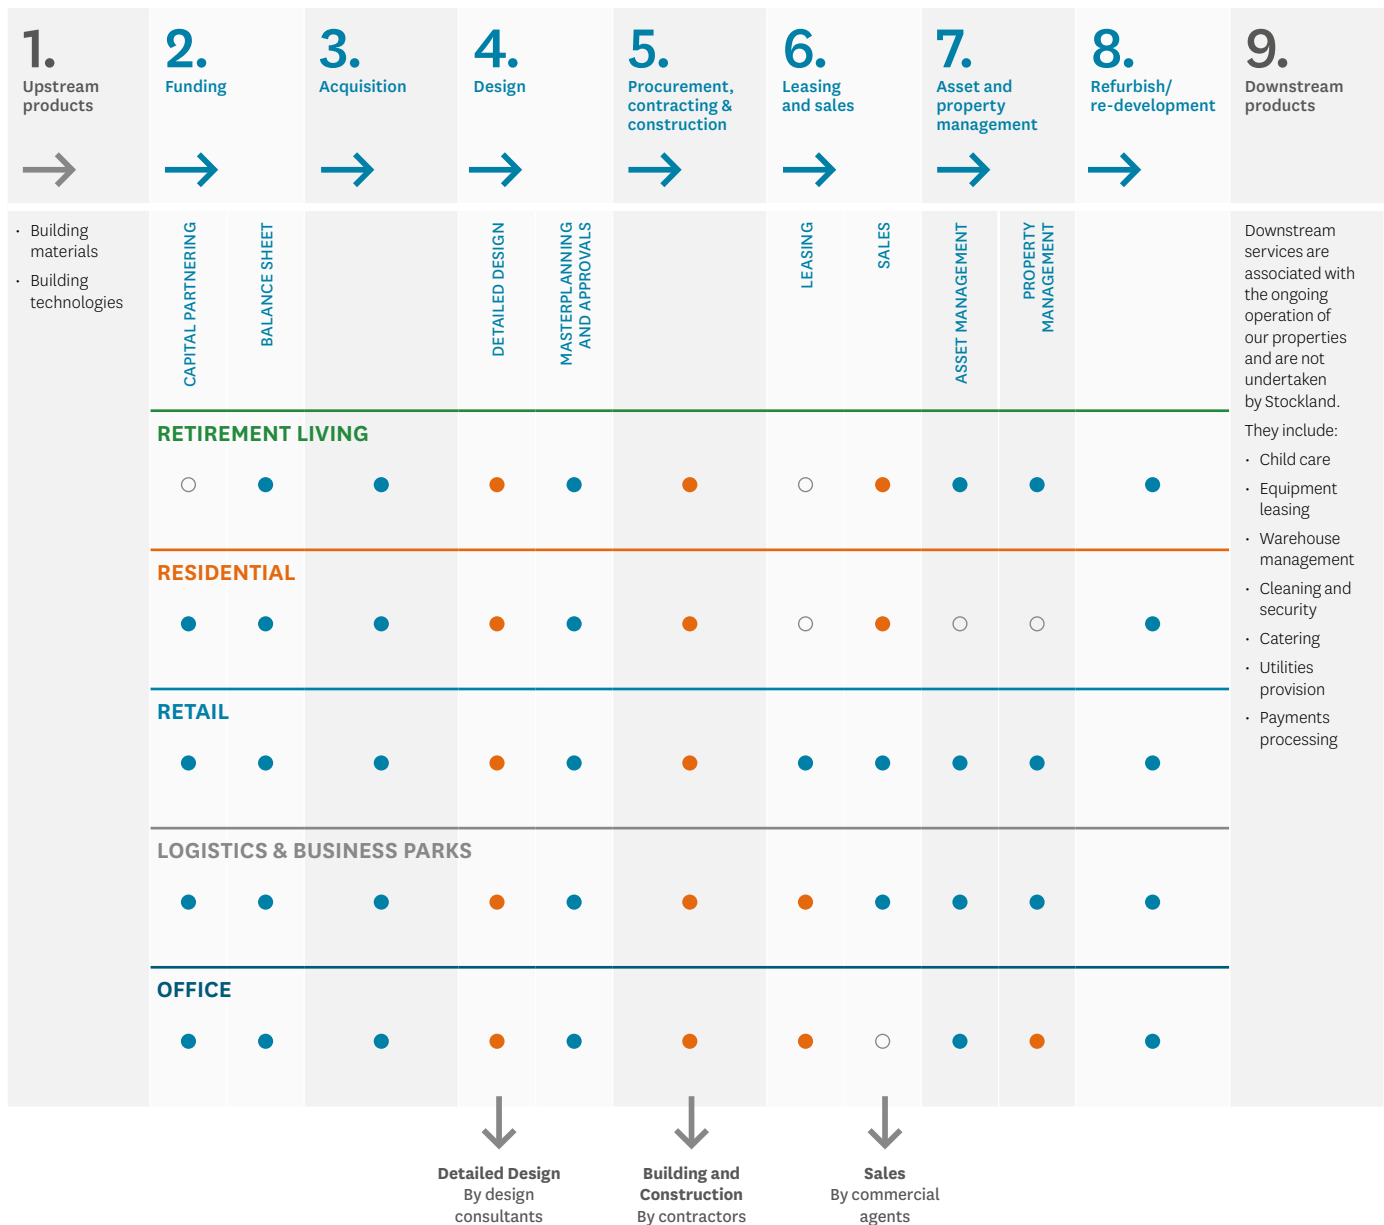 1.
Upstream
products
2.
Funding
3.
Acquisition
4.
Design
5.
Procurement,
contracting &
construction
6.
Leasing
and sales
7.
Asset and
property
management
8.
Refurbish/
re-development
9.
Downstream
products
· Building
materials
· Building
technologies
CAPITAL PARTNERING
BALANCE SHEET
DETAILED DESIGN
MASTERPLANNING
AND APPROVALS
LEASING
SALES
ASSET MANAGEMENT
PROPERTY
MANAGEMENT
Downstream
services are
associated with
the ongoing
operation of
our properties
and are not
undertaken
by Stockland.
They include:
· Child care
· Equipment
leasing
· Warehouse
management
· Cleaning and
security
· Catering
· Utilities
provision
· Payments
processing
RETIREMENT LIVING
RESIDENTIAL
RETAIL
LOGISTICS & BUSINESS PARKS
OFFICE
Detailed Design
By design
consultants
Building and
Construction
By contractors
Sales
By commercial
agents